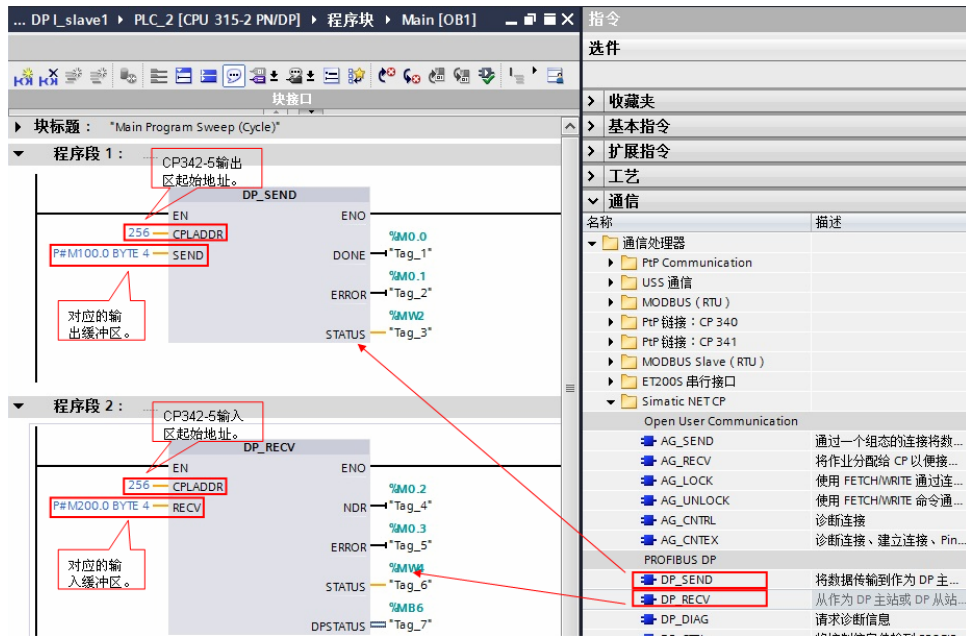 ... DP I_slave1 ▸ PLC_2 [CPU 315-2 PN/DP] ▸ 程序块 ▸ Main [OB1]
块接口
块标题： "Main Program Sweep (Cycle)"
程序段 1： ....
CP342-5输出
区起始地址。
DP_SEND
EN
ENO
256
CPLADDR
P#M100.0 BYTE 4
SEND
%M0.0
DONE
"Tag_1"
%M0.1
ERROR
"Tag_2"
%MW2
STATUS
"Tag_3"
对应的输
出缓冲区。
程序段 2： ....
CP342-5输入
区起始地址。
DP_RECV
EN
ENO
256
CPLADDR
P#M200.0 BYTE 4
RECV
%M0.2
NDR
"Tag_4"
%M0.3
ERROR
"Tag_5"
%MW4
STATUS
"Tag_6"
%MB6
DPSTATUS
"Tag_7"
对应的输
入缓冲区。
指令
选件
收藏夹
基本指令
扩展指令
工艺
通信
名称 描述
通信处理器
PtP Communication
USS 通信
MODBUS（RTU）
PtP 链接：CP 340
PtP 链接：CP 341
MODBUS Slave（RTU）
ET200S 串行接口
Simatic NET CP
Open User Communication
AG_SEND 通过一个组态的连接将数...
AG_RECV 将作业分配给 CP 以便接...
AG_LOCK 使用 FETCH/WRITE 通过连...
AG_UNLOCK 使用 FETCH/WRITE 命令通...
AG_CNTRL 诊断连接
AG_CNTEX 诊断连接、建立连接、Pin...
PROFIBUS DP
DP_SEND 将数据传输到作为 DP 主...
DP_RECV 从作为 DP 主站或 DP 从站...
DP_DIAG 请求诊断信息